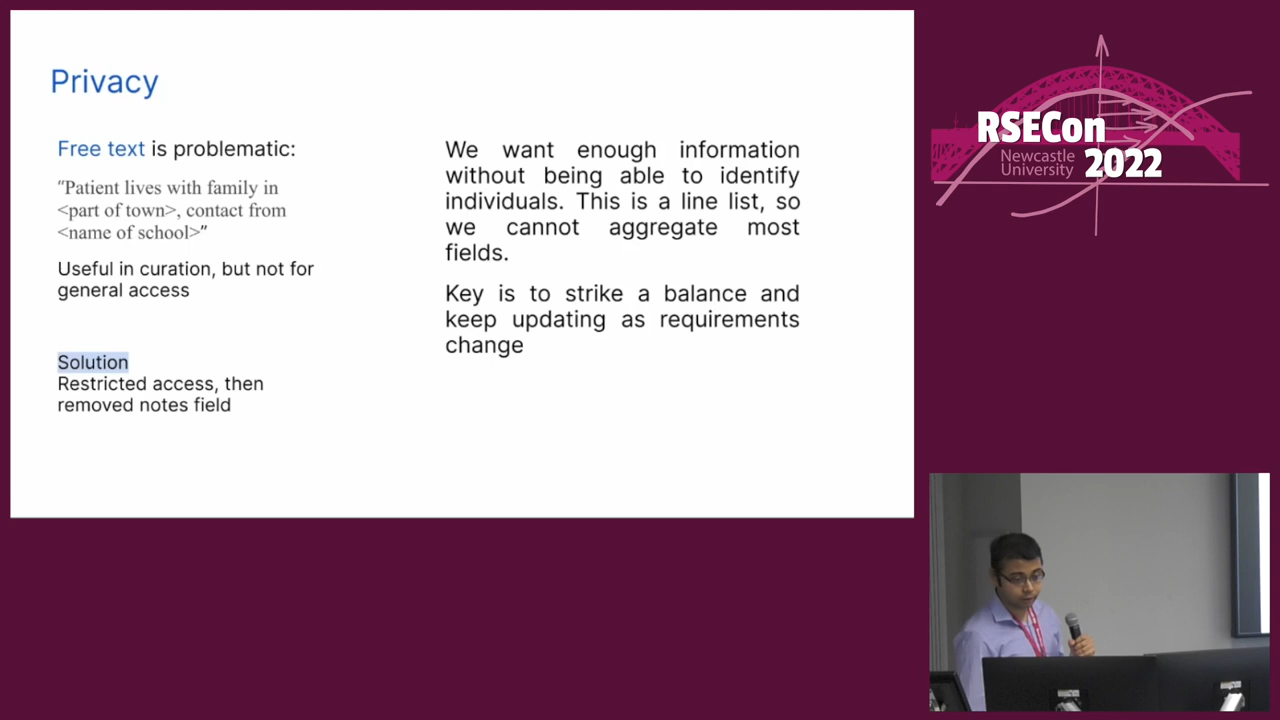 Privacy
Free text is problematic:
“Patient lives with family in
<part of town>, contact from
<name of school>”
Useful in curation, but not for
general access
Solution
Restricted access, then
removed notes field
We want enough information
without being able to identify
individuals. This is a line list, so
we cannot aggregate most
fields.
Key is to strike a balance and
keep updating as requirements
change
RSECon
Newcastle
University
2022